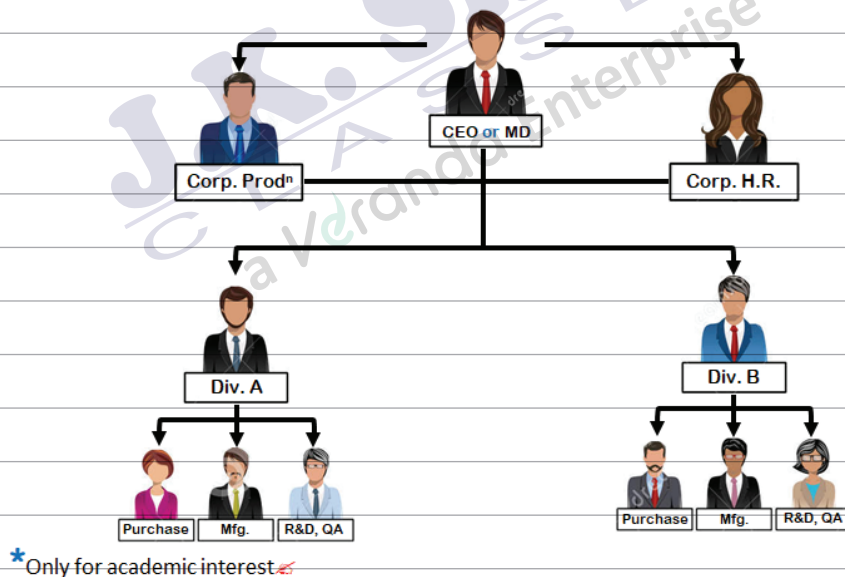 J.K. S
CLASSES
a Veranda Enterprise
CEO or MD
Corp. Prodⁿ
Corp. H.R.
Div. A
Div. B
Purchase
Mfg.
R&D, QA
Purchase
Mfg.
R&D, QA
*Only for academic interest